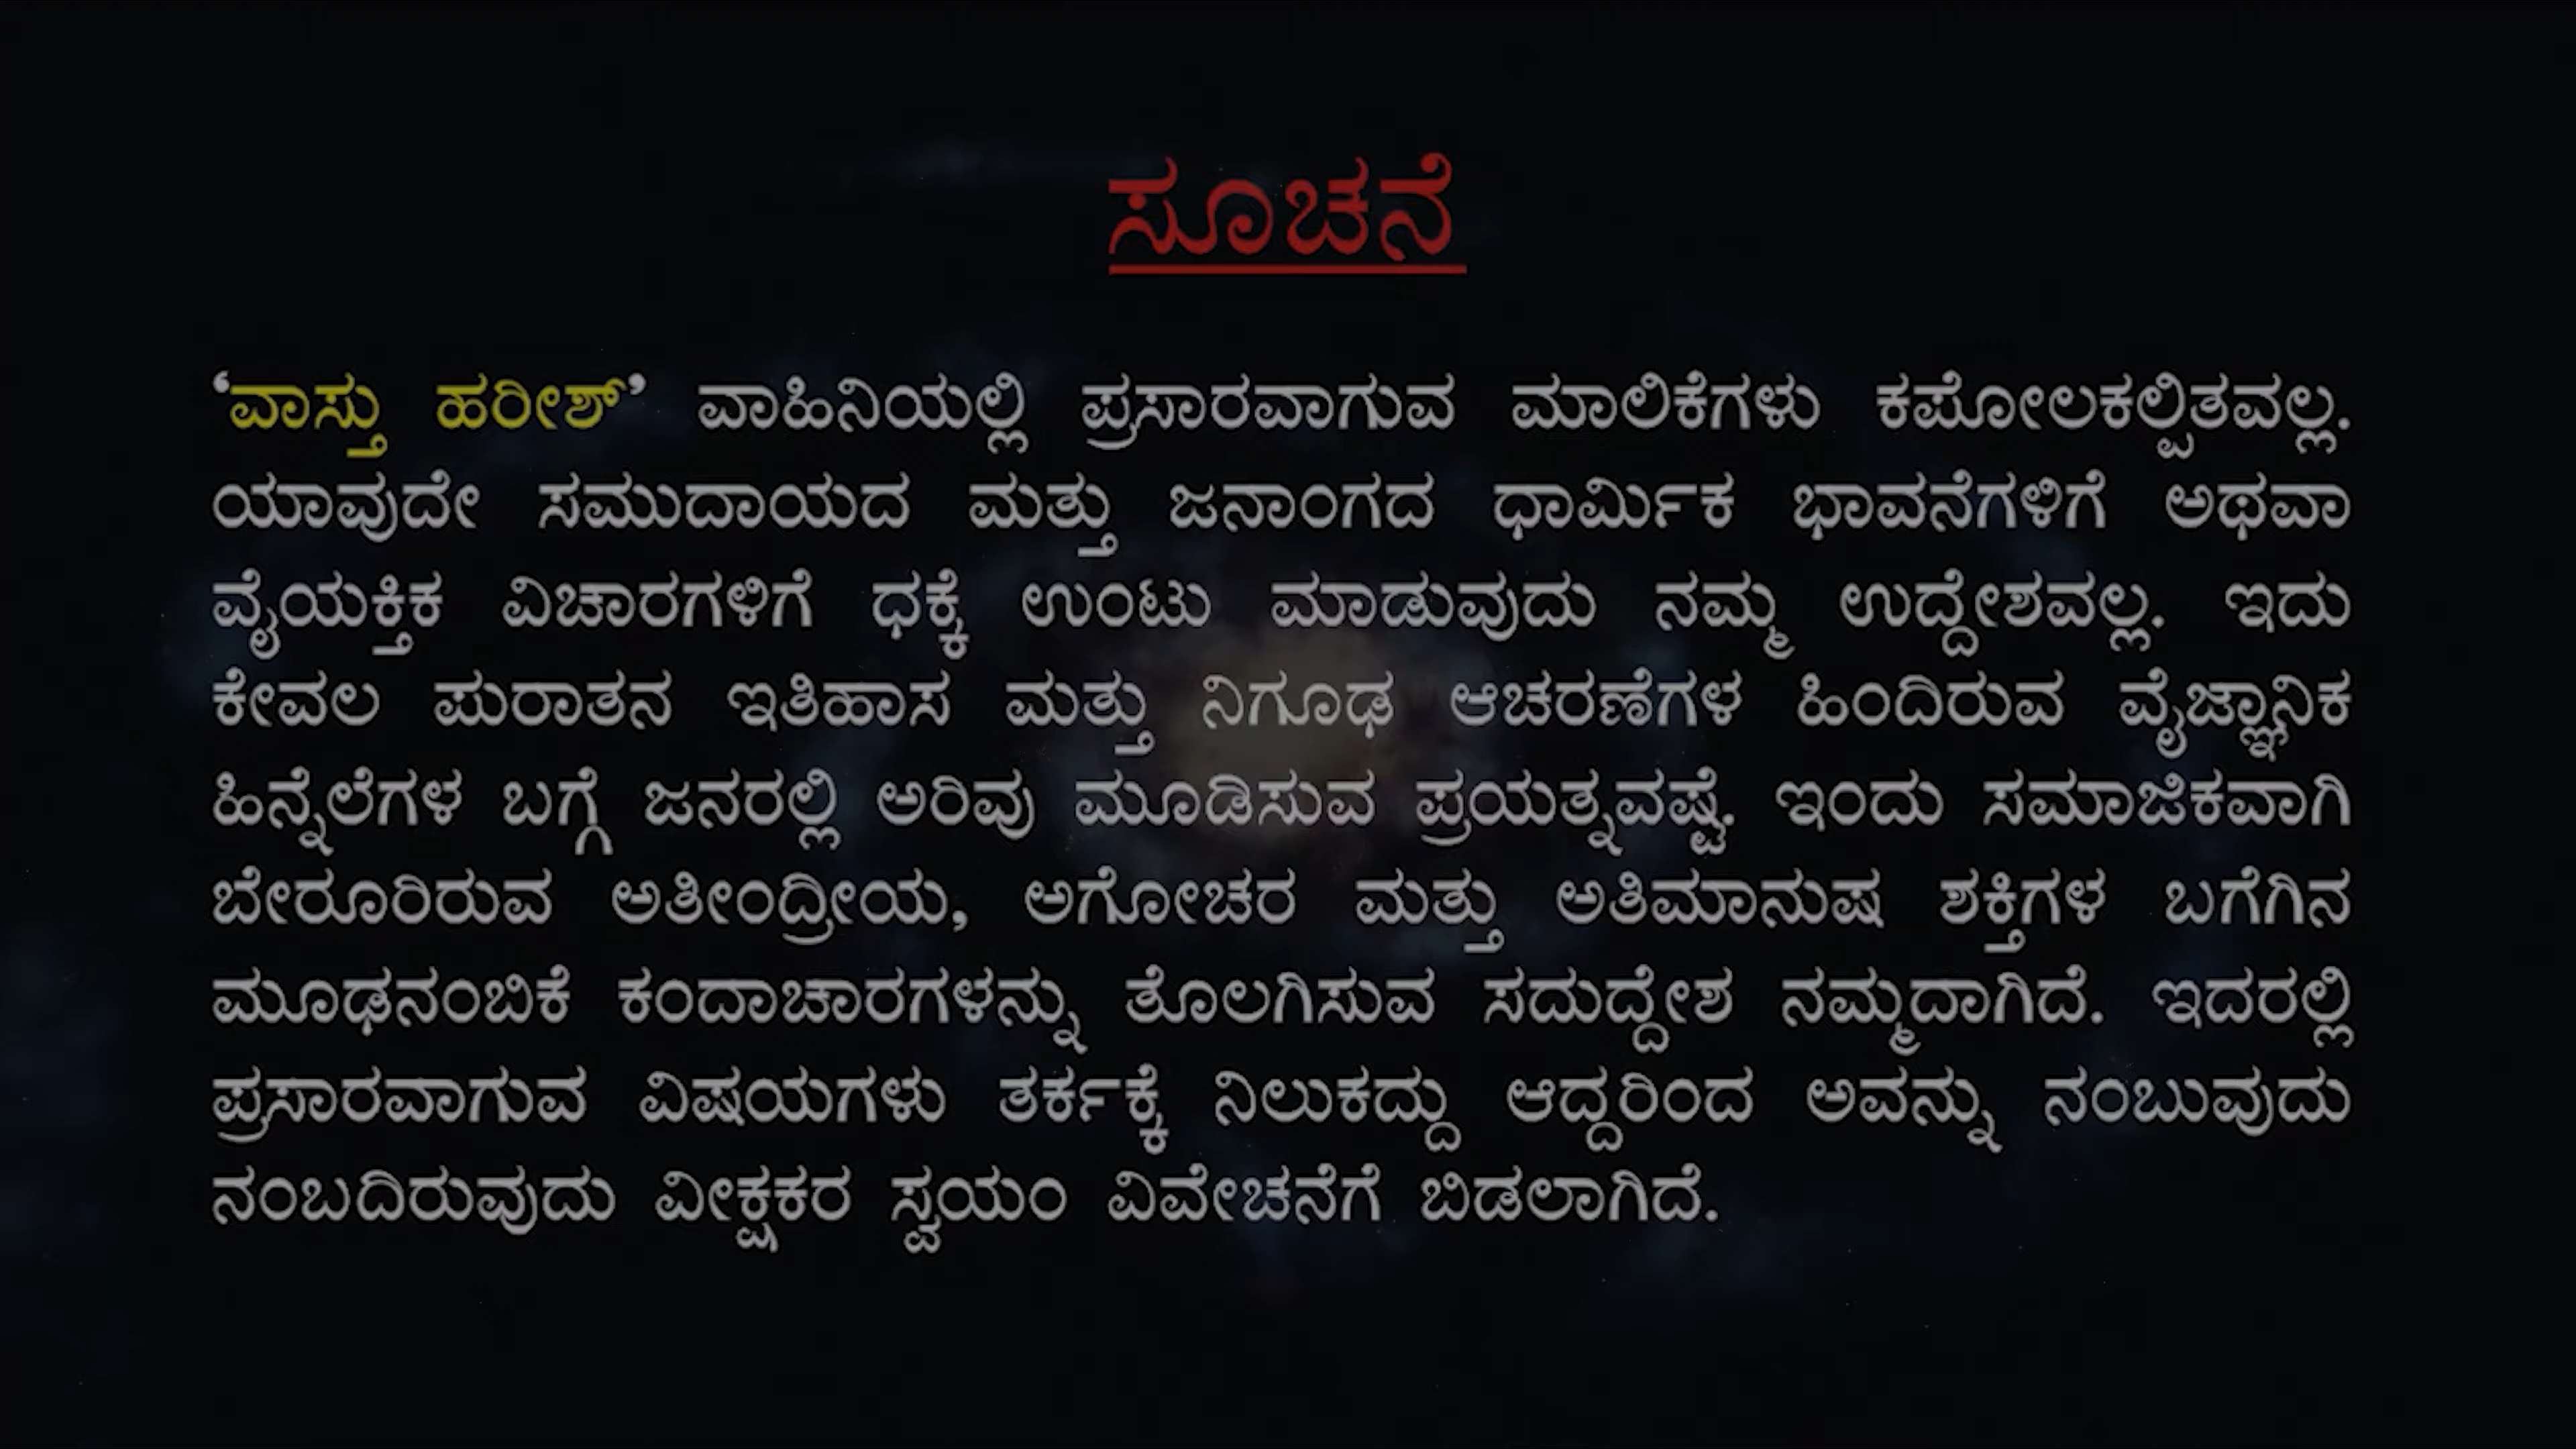 ಸೂಚನೆ
‘ವಾಸ್ತು ಹರೀಶ್’ ವಾಹಿನಿಯಲ್ಲಿ ಪ್ರಸಾರವಾಗುವ ಮಾಲಿಕೆಗಳು ಕಪೋಲಕಲ್ಪಿತವಲ್ಲ.
ಯಾವುದೇ ಸಮುದಾಯದ ಮತ್ತು ಜನಾಂಗದ ಧಾರ್ಮಿಕ ಭಾವನೆಗಳಿಗೆ ಅಥವಾ
ವೈಯಕ್ತಿಕ ವಿಚಾರಗಳಿಗೆ ಧಕ್ಕೆ ಉಂಟು ಮಾಡುವುದು ನಮ್ಮ ಉದ್ದೇಶವಲ್ಲ. ಇದು
ಕೇವಲ ಪುರಾತನ ಇತಿಹಾಸ ಮತ್ತು ನಿಗೂಢ ಆಚರಣೆಗಳ ಹಿಂದಿರುವ ವೈಜ್ಞಾನಿಕ
ಹಿನ್ನೆಲೆಗಳ ಬಗ್ಗೆ ಜನರಲ್ಲಿ ಅರಿವು ಮೂಡಿಸುವ ಪ್ರಯತ್ನವಷ್ಟೆ. ಇಂದು ಸಮಾಜಿಕವಾಗಿ
ಬೇರೂರಿರುವ ಅತೀಂದ್ರೀಯ, ಅಗೋಚರ ಮತ್ತು ಅತಿಮಾನುಷ ಶಕ್ತಿಗಳ ಬಗೆಗಿನ
ಮೂಢನಂಬಿಕೆ ಕಂದಾಚಾರಗಳನ್ನು ತೊಲಗಿಸುವ ಸದುದ್ದೇಶ ನಮ್ಮದಾಗಿದೆ. ಇದರಲ್ಲಿ
ಪ್ರಸಾರವಾಗುವ ವಿಷಯಗಳು ತರ್ಕಕ್ಕೆ ನಿಲುಕದ್ದು ಆದ್ದರಿಂದ ಅವನ್ನು ನಂಬುವುದು
ನಂಬದಿರುವುದು ವೀಕ್ಷಕರ ಸ್ವಯಂ ವಿವೇಚನೆಗೆ ಬಿಡಲಾಗಿದೆ.